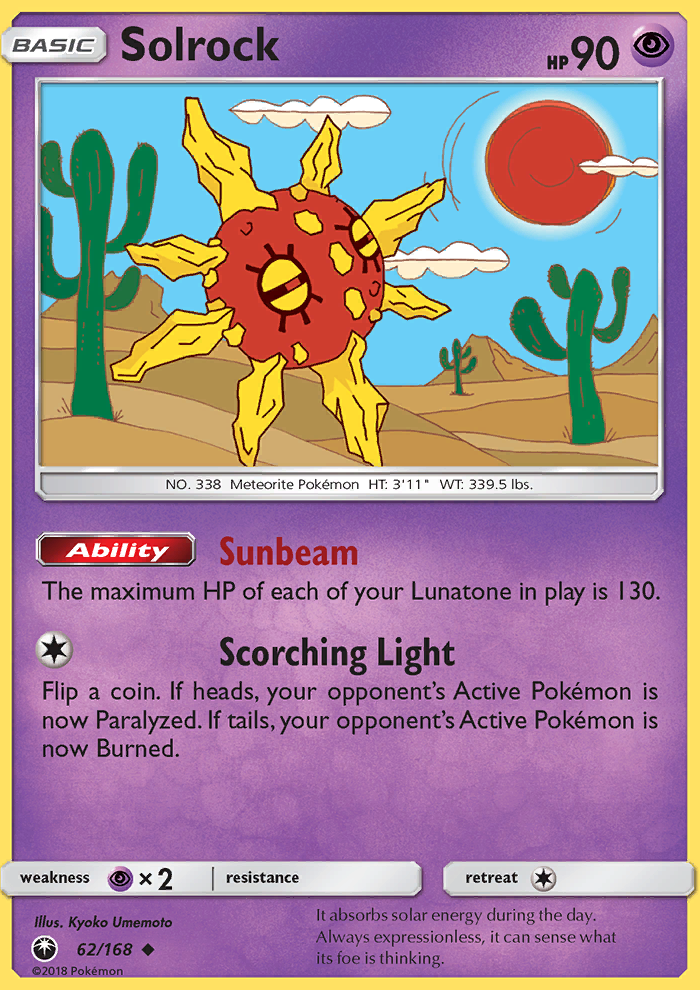 BASIC Solrock HP 90
NO. 338 Meteorite Pokémon HT: 3'11" WT: 339.5 lbs.
Ability Sunbeam
The maximum HP of each of your Lunatone in play is 130.
Scorching Light
Flip a coin. If heads, your opponent's Active Pokémon is
now Paralyzed. If tails, your opponent's Active Pokémon is
now Burned.
weakness ×2 resistance retreat
Illus. Kyoko Umemoto
62/168
©2018 Pokémon
It absorbs solar energy during the day.
Always expressionless, it can sense what
its foe is thinking.